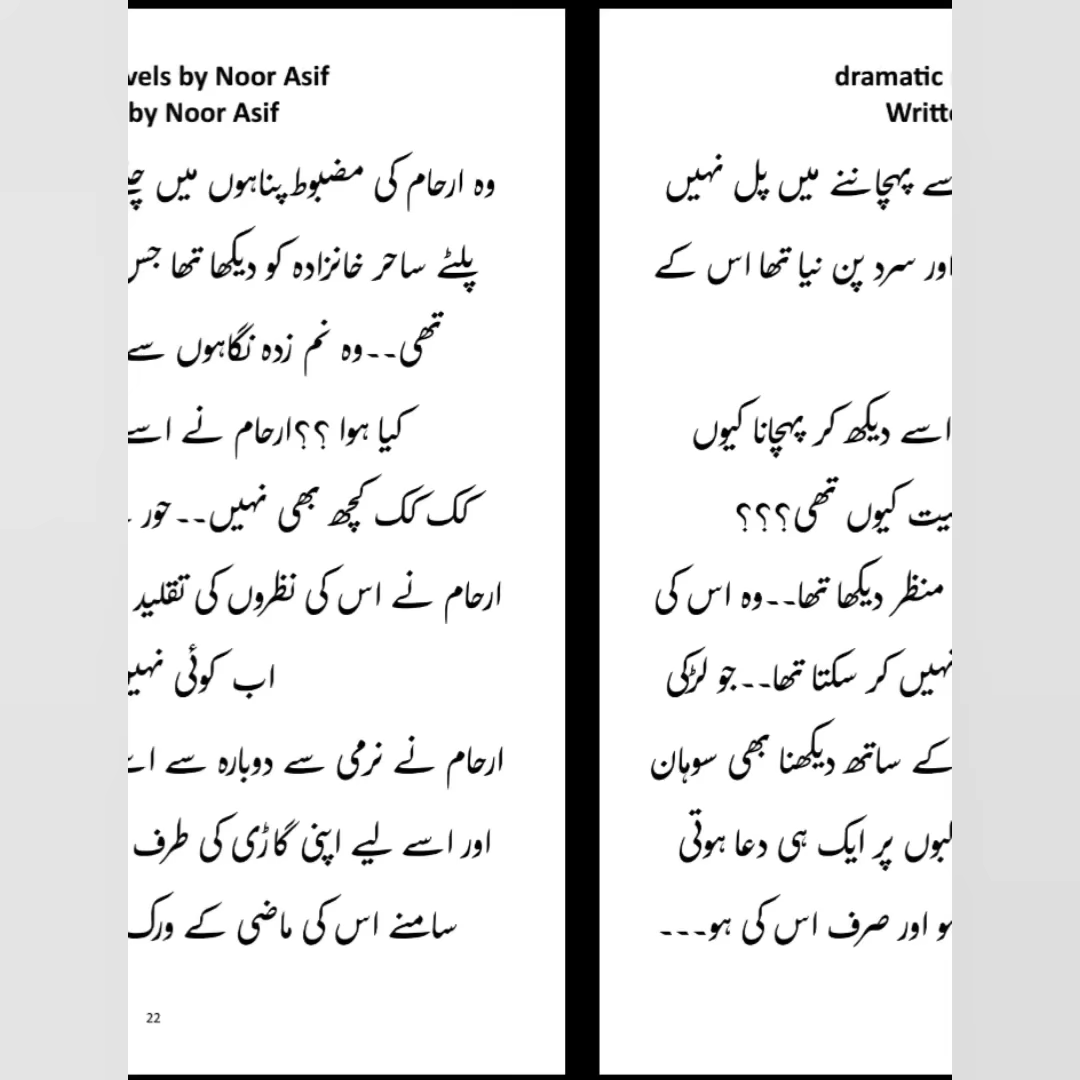 vels by Noor Asif
by Noor Asif
وہ ارحام کی مضبوط پناہوں میں
پلٹے ساحر خانزادہ کو دیکھا تھا جس
تھی۔۔وہ نم زدہ نگاہوں سے
کیا ہوا ؟؟ارحام نے اسے
کک کک کچھ بھی نہیں۔۔حور
ارحام نے اس کی نظروں کی تقلید
اب کوئی نہیں
ارحام نے نرمی سے دوبارہ سے
اور اسے لیے اپنی گاڑی کی طرف
سامنے اس کی ماضی کے ورک
22
dramatic
Writte
سے پہچاننے میں پل نہیں
اور سرد پن نیا تھا اس کے
اسے دیکھ کر پہچانا کیوں
یت کیوں تھی؟؟؟
منظر دیکھا تھا۔۔وہ اس کی
نہیں کر سکتا تھا۔۔جو لڑکی
کے ساتھ دیکھنا بھی سوہان
لبوں پر ایک ہی دعا ہوتی
ہو اور صرف اس کی ہو۔۔۔